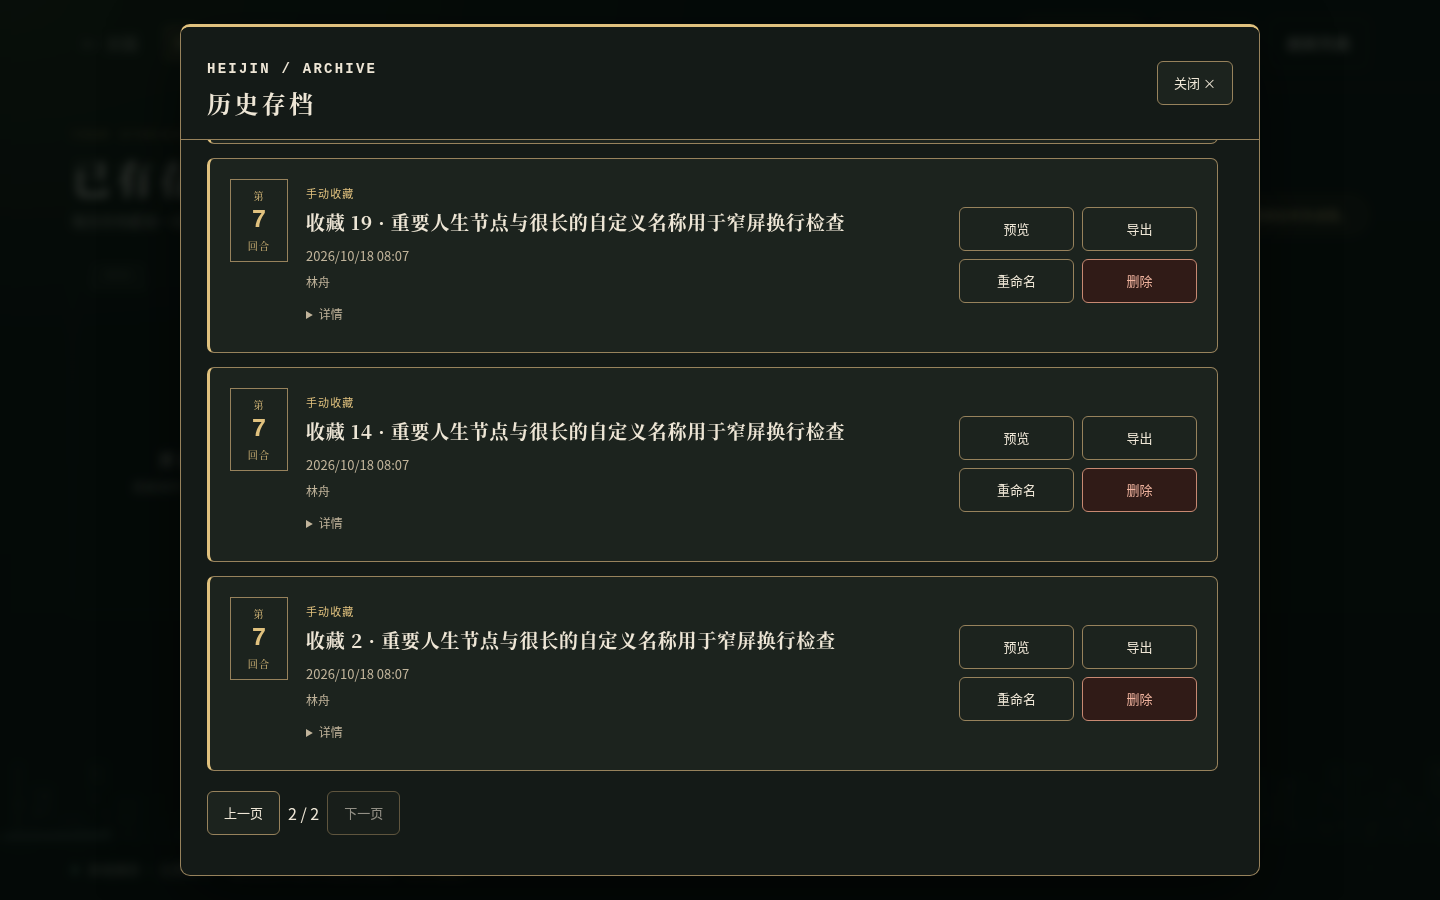 HEIJIN / ARCHIVE
历史存档
关闭 ×
第
7
回合
手动收藏
收藏 19 · 重要人生节点与很长的自定义名称用于窄屏换行检查
2026/10/18 08:07
林舟
▶ 详情
预览
导出
重命名
删除
第
7
回合
手动收藏
收藏 14 · 重要人生节点与很长的自定义名称用于窄屏换行检查
2026/10/18 08:07
林舟
▶ 详情
预览
导出
重命名
删除
第
7
回合
手动收藏
收藏 2 · 重要人生节点与很长的自定义名称用于窄屏换行检查
2026/10/18 08:07
林舟
▶ 详情
预览
导出
重命名
删除
上一页
2 / 2
下一页